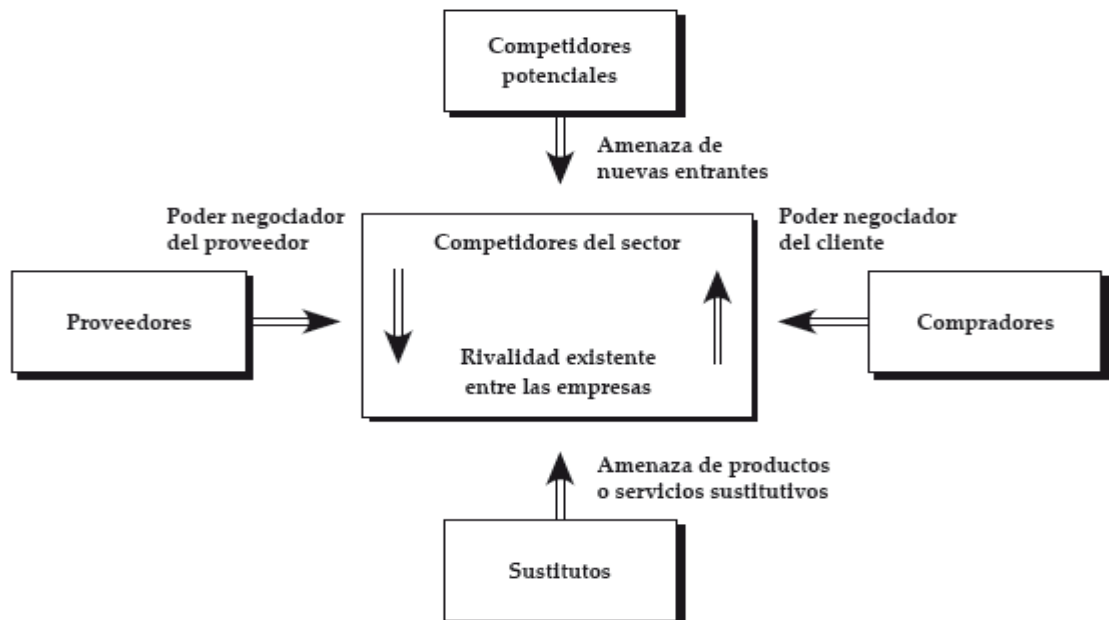 Competidores
potenciales
Amenaza de
nuevas entrantes
Poder negociador
del proveedor
Competidores del sector
Poder negociador
del cliente
Proveedores
Compradores
Rivalidad existente
entre las empresas
Amenaza de productos
o servicios sustitutivos
Sustitutos